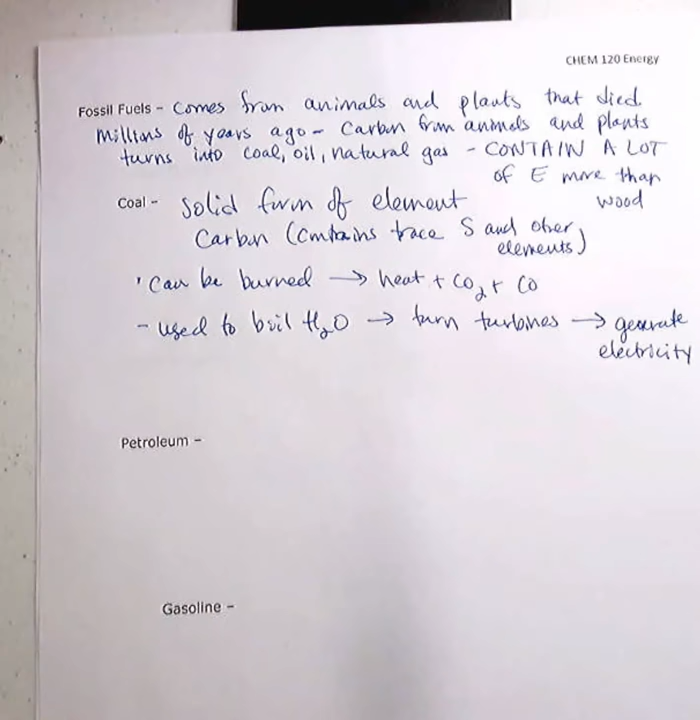 CHEM 120 Energy
Fossil Fuels - comes from animals and plants that died
millions of years ago - Carbon from animals and plants
turns into coal, oil, natural gas - CONTAIN A LOT
of E more than
wood
Coal - solid form of element
Carbon (contains trace S and other
elements)
' can be burned → heat + CO₂ + CO
- used to boil H₂O → turn turbines → generate
electricity
Petroleum -
Gasoline -